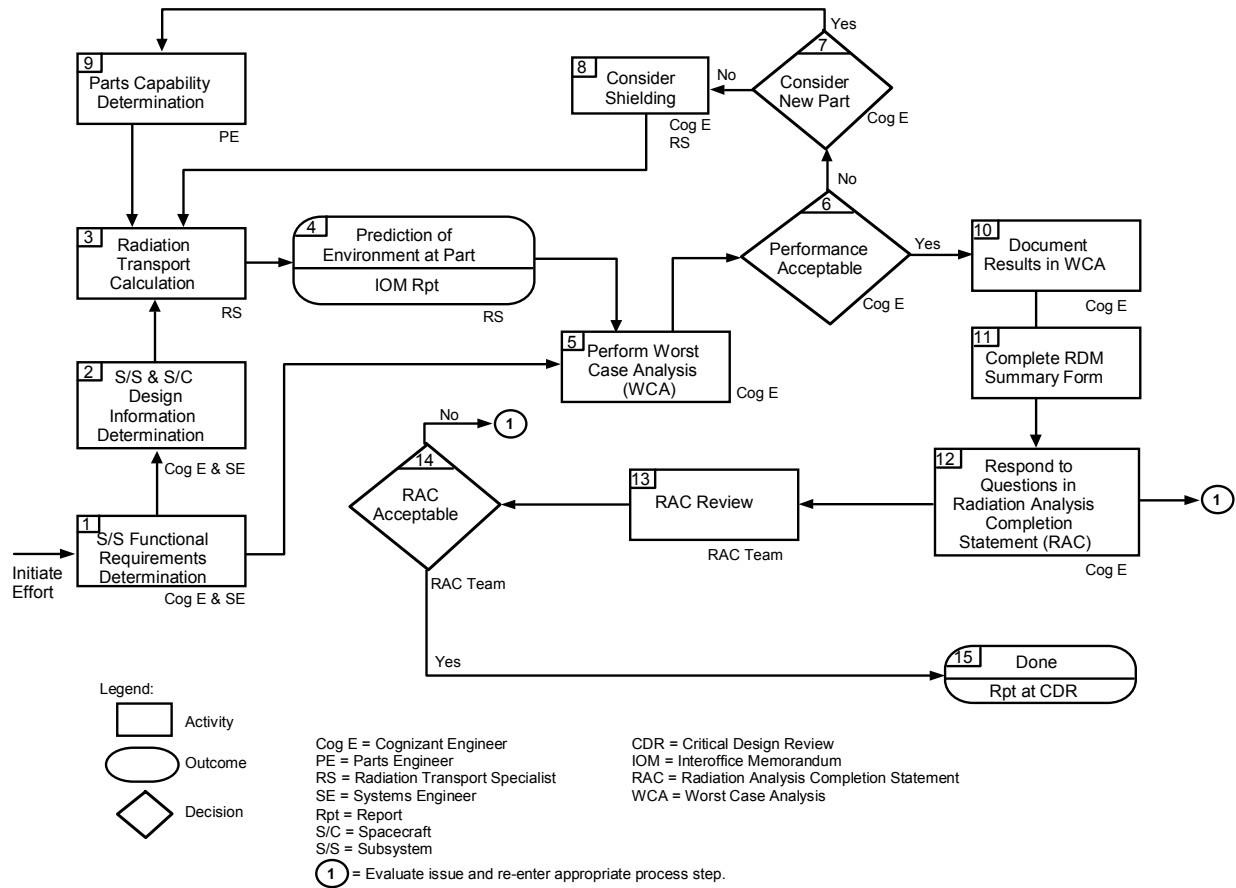 Yes
9
Parts Capability
Determination
PE
8
Consider
Shielding
Cog E
RS
No
7
Consider
New Part
Cog E
No
3
Radiation
Transport
Calculation
RS
4
Prediction of
Environment at Part
IOM Rpt
RS
6
Performance
Acceptable
Cog E
Yes
10
Document
Results in WCA
Cog E
5
Perform Worst
Case Analysis
(WCA)
Cog E
11
Complete RDM
Summary Form
2
S/S & S/C
Design
Information
Determination
Cog E & SE
No
1
14
RAC
Acceptable
RAC Team
13
RAC Review
RAC Team
12
Respond to
Questions in
Radiation Analysis
Completion
Statement (RAC)
Cog E
1
Initiate
Effort
1
S/S Functional
Requirements
Determination
Cog E & SE
Yes
15
Done
Rpt at CDR
Legend:
Activity
Outcome
Decision
Cog E = Cognizant Engineer
PE = Parts Engineer
RS = Radiation Transport Specialist
SE = Systems Engineer
Rpt = Report
S/C = Spacecraft
S/S = Subsystem
1 = Evaluate issue and re-enter appropriate process step.
CDR = Critical Design Review
IOM = Interoffice Memorandum
RAC = Radiation Analysis Completion Statement
WCA = Worst Case Analysis